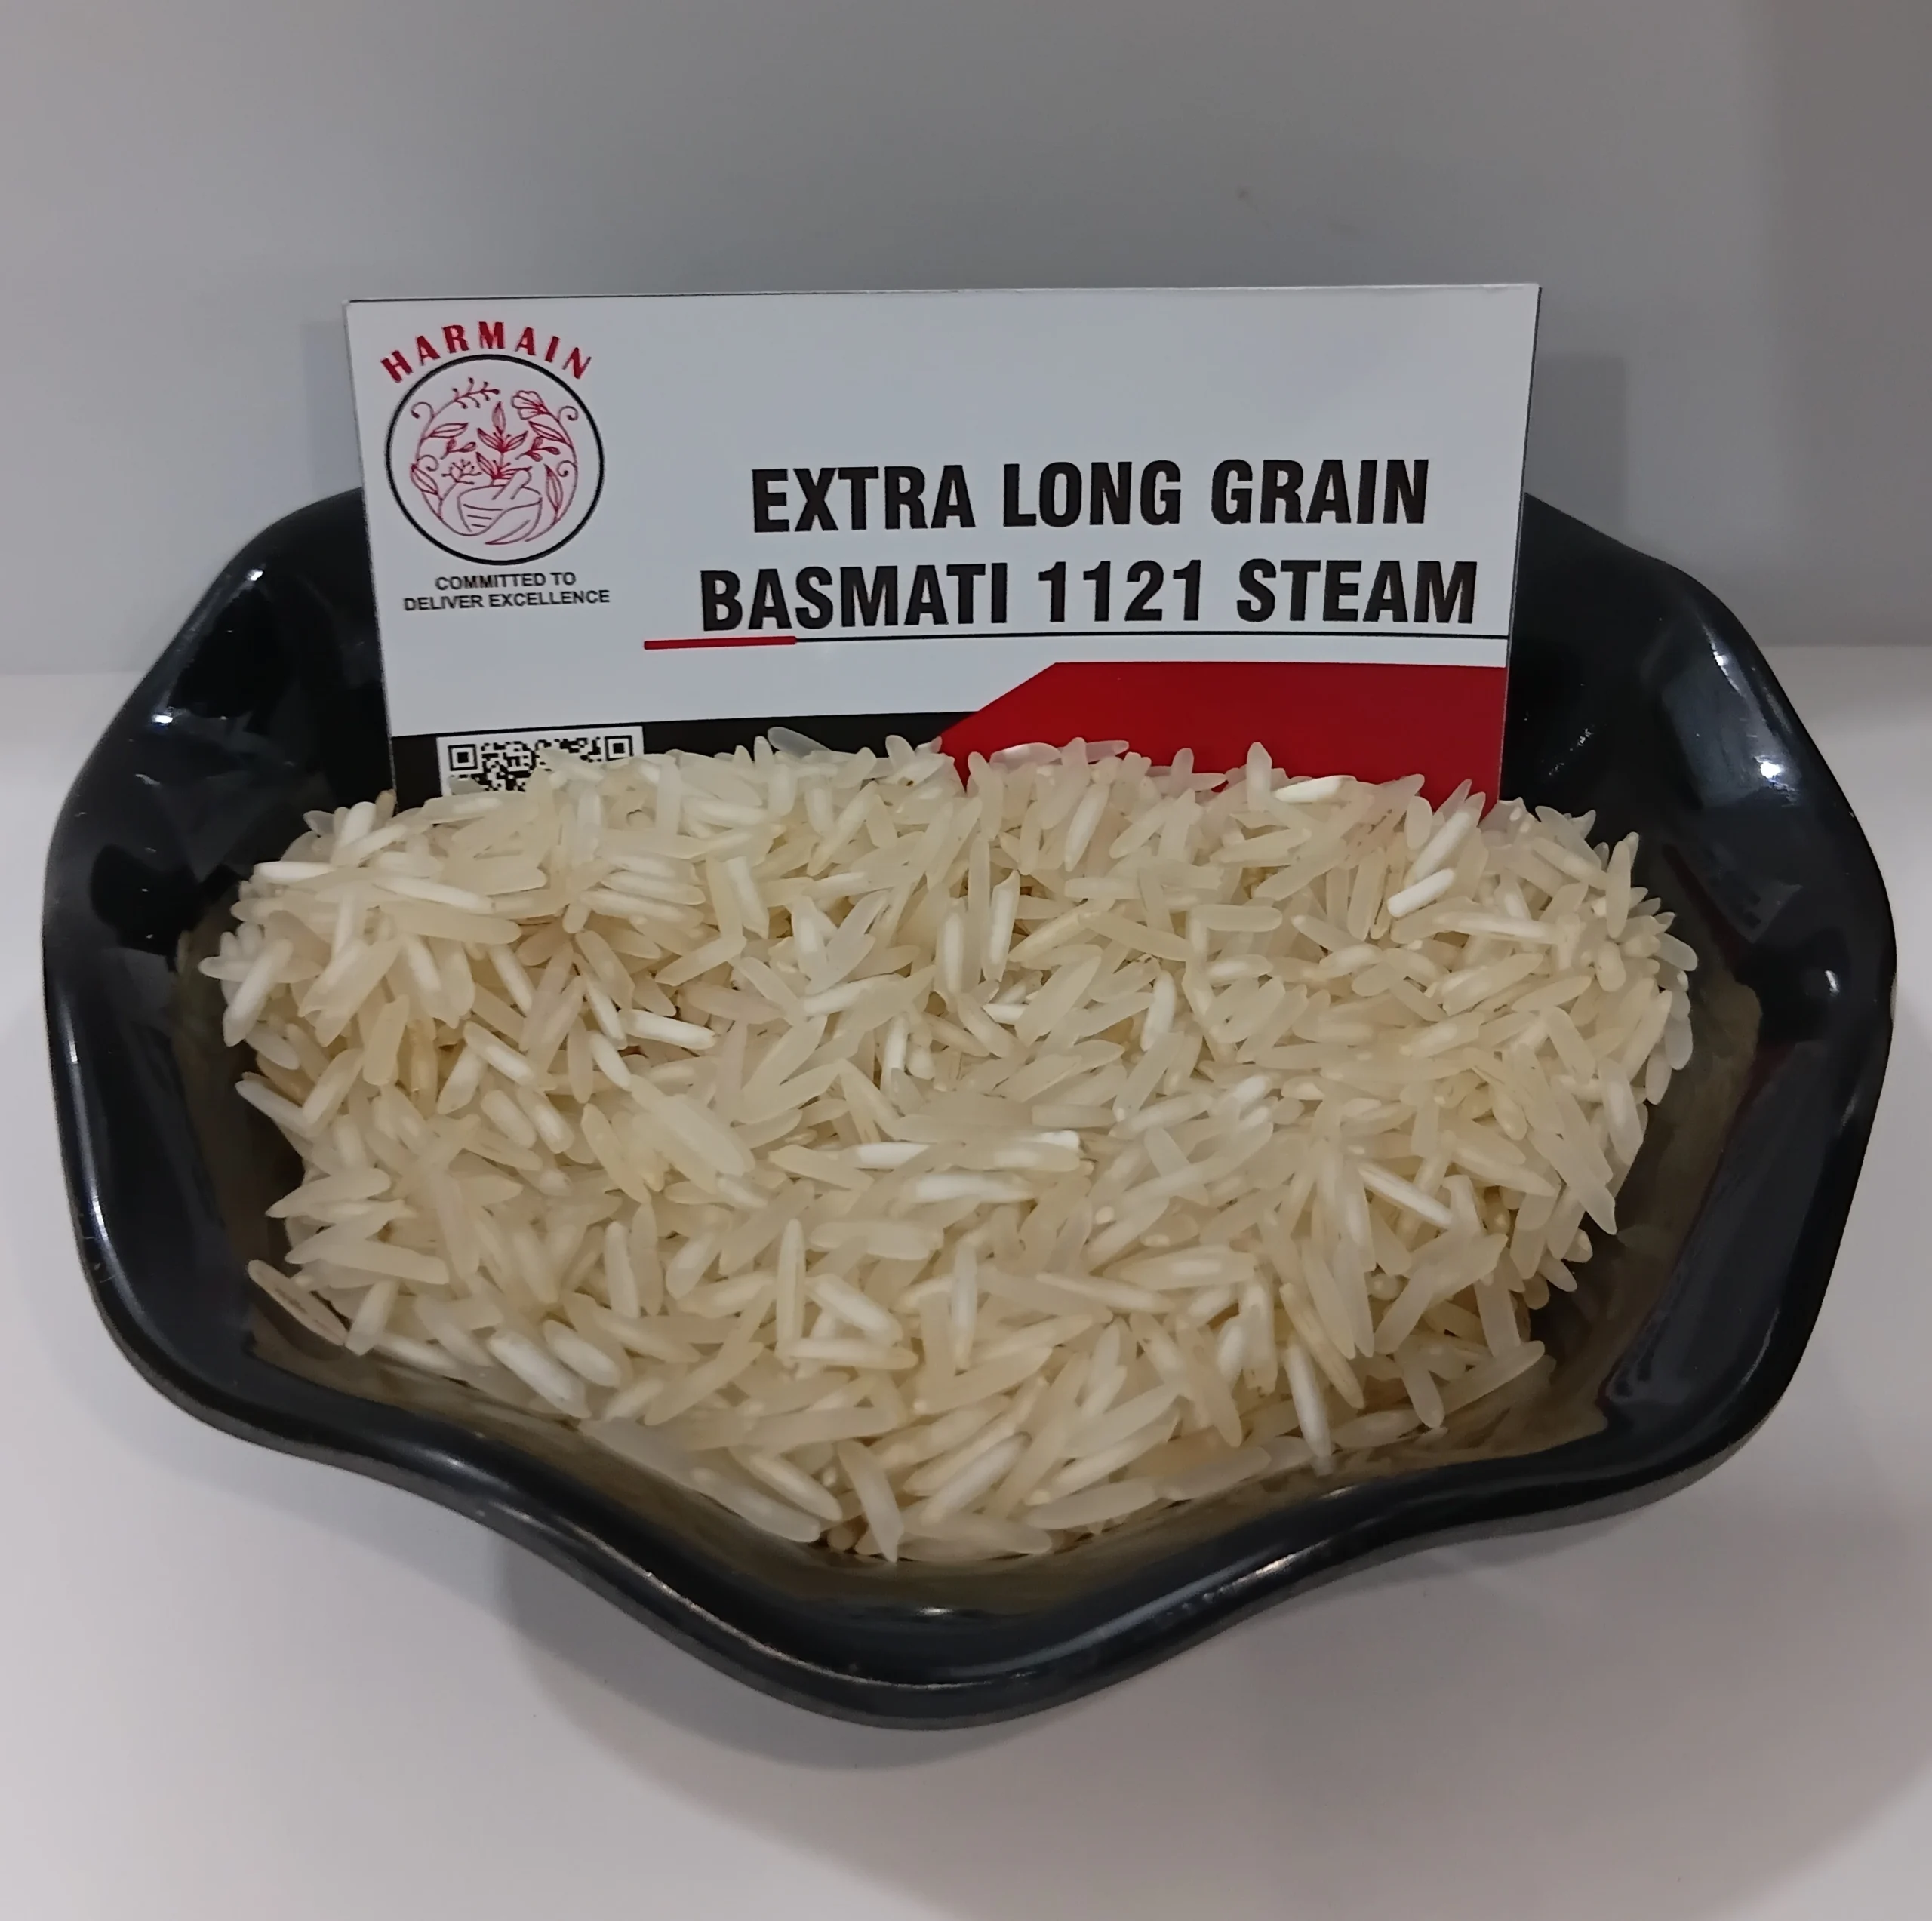 HARMAIN
COMMITTED TO
DELIVER EXCELLENCE
EXTRA LONG GRAIN
BASMATI 1121 STEAM